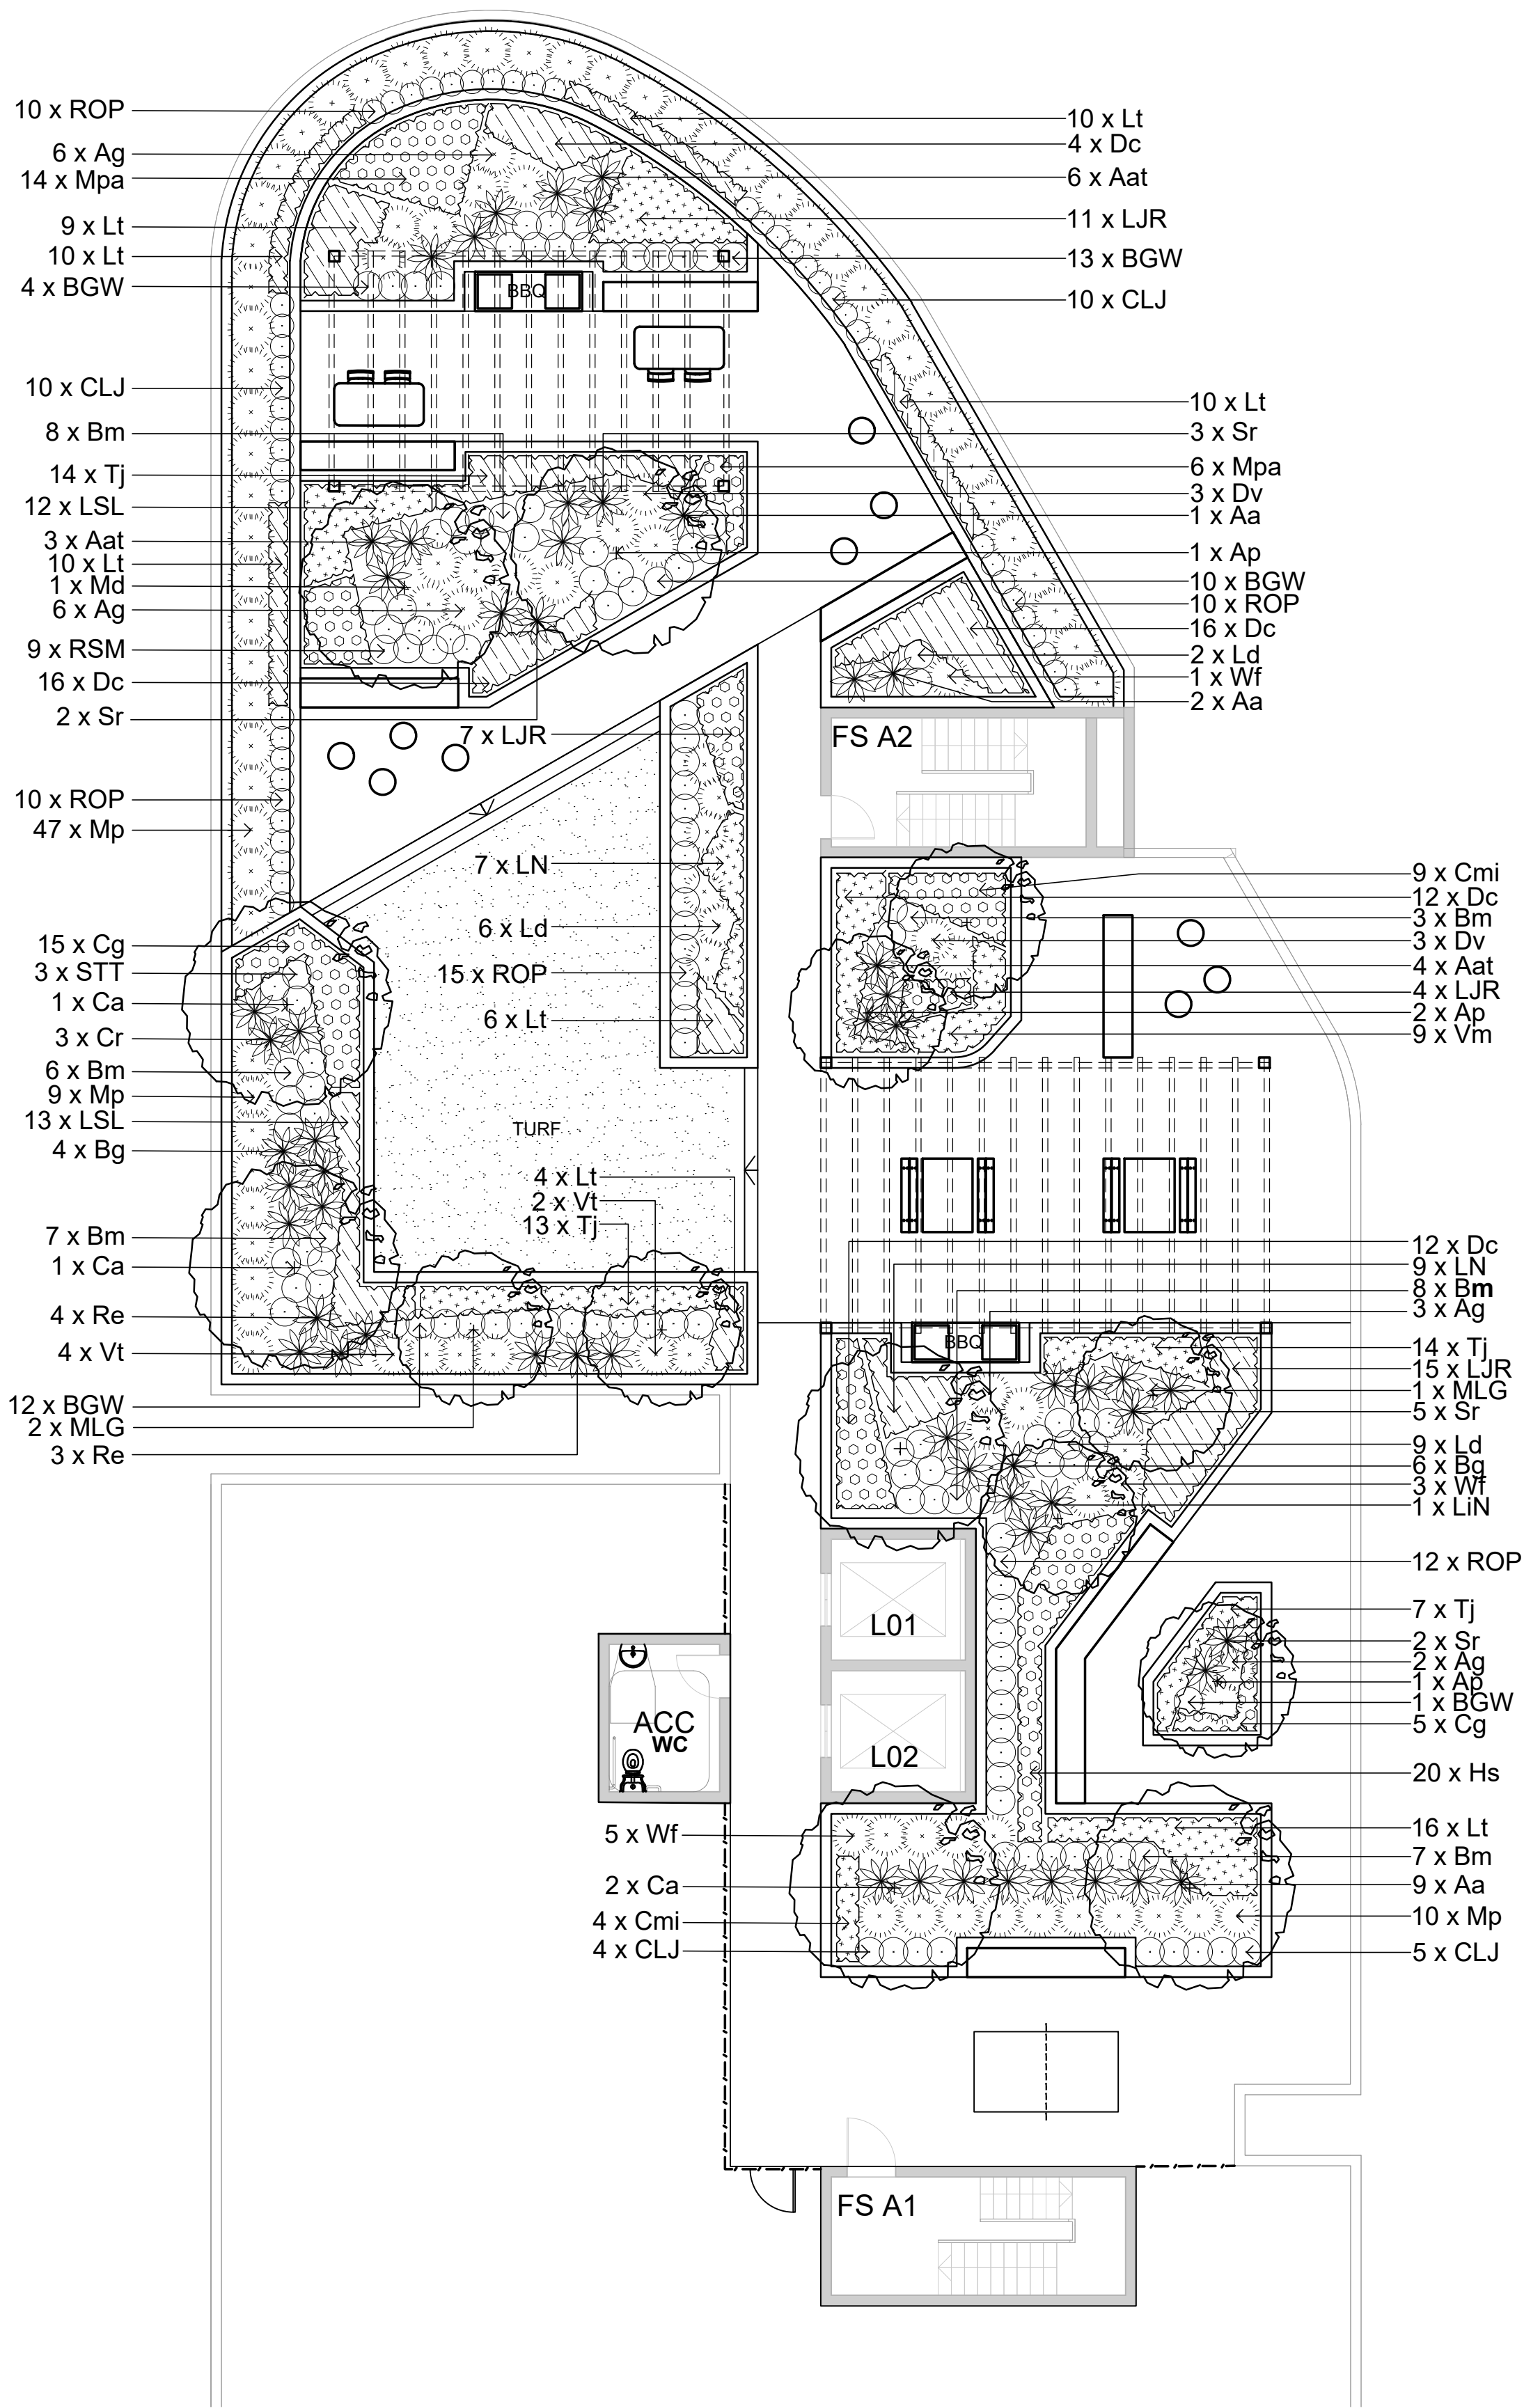 10 x ROP
6 x Ag
14 x Mpa
9 x Lt
10 x Lt
4 x BGW
10 x CLJ
8 x Bm
14 x Tj
12 x LSL
3 x Aat
10 x Lt
1 x Md
6 x Ag
9 x RSM
16 x Dc
2 x Sr
10 x ROP
47 x Mp
15 x Cg
3 x STT
1 x Ca
3 x Cr
6 x Bm
9 x Mp
13 x LSL
4 x Bg
7 x Bm
1 x Ca
4 x Re
4 x Vt
12 x BGW
2 x MLG
3 x Re
BBQ
7 x LJR
7 x LN
6 x Ld
15 x ROP
6 x Lt
TURF
4 x Lt
2 x Vt
13 x Tj
10 x Lt
4 x Dc
6 x Aat
11 x LJR
13 x BGW
10 x CLJ
10 x Lt
3 x Sr
6 x Mpa
3 x Dv
1 x Aa
1 x Ap
10 x BGW
10 x ROP
16 x Dc
2 x Ld
1 x Wf
2 x Aa
FS A2
9 x Cmi
12 x Dc
3 x Bm
3 x Dv
4 x Aat
4 x LJR
2 x Ap
9 x Vm
12 x Dc
9 x LN
8 x Bm
3 x Ag
BBQ
14 x Tj
15 x LJR
1 x MLG
5 x Sr
9 x Ld
6 x Bg
3 x Wf
1 x LiN
12 x ROP
L01
7 x Tj
2 x Sr
2 x Ag
1 x Ap
1 x BGW
5 x Cg
ACC
WC
L02
20 x Hs
5 x Wf
2 x Ca
4 x Cmi
4 x CLJ
16 x Lt
7 x Bm
9 x Aa
10 x Mp
5 x CLJ
FS A1